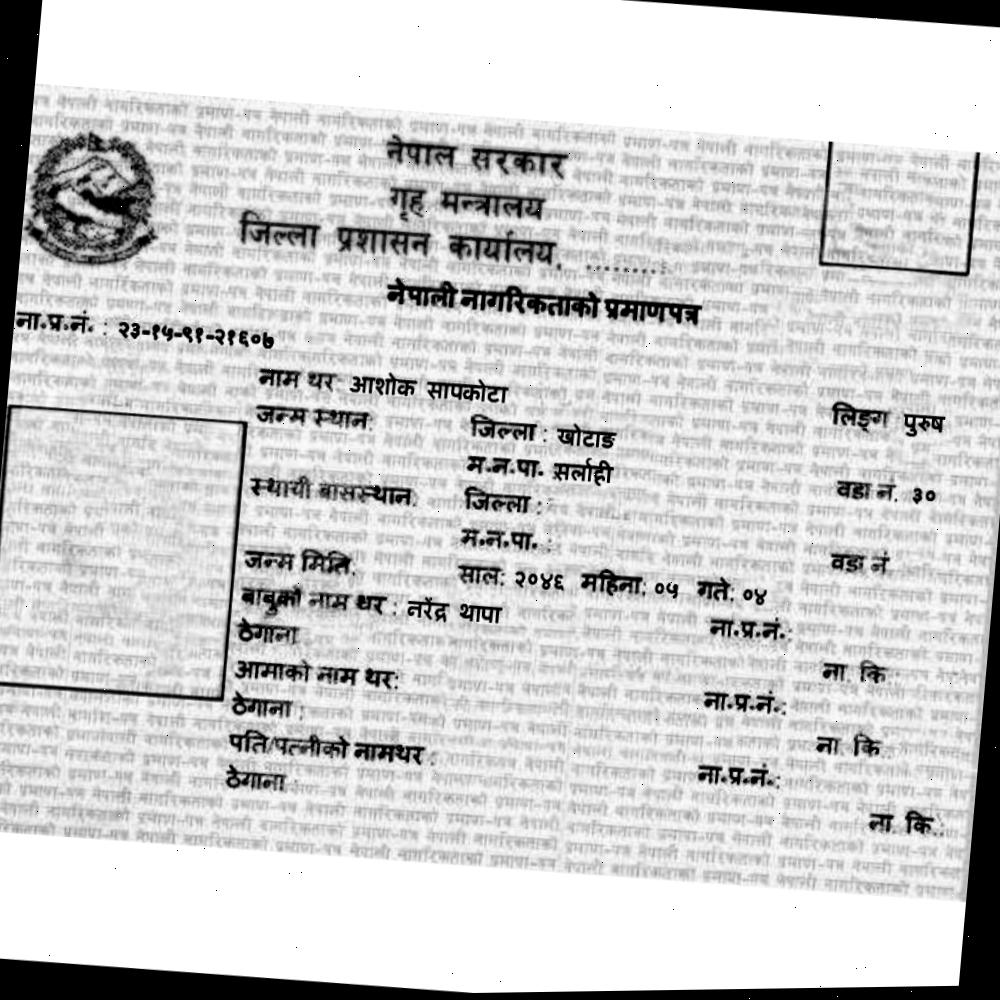 नेपाल सरकार
गृह मन्त्रालय
जिल्ला प्रशासन कार्यालय, .........
नेपाली नागरिकताको प्रमाणपत्र
ना.प्र.नं. : २३-१५-९१-२१६०७
नाम थर: आशोक सापकोटा
लिङ्ग पुरुष
जन्म स्थान: जिल्ला : खोटाङ
म.न.पा. सर्लाही वडा नं. ३०
स्थायी बासस्थान: जिल्ला :
म.न.पा. : वडा नं.
जन्म मिति: साल: २०४६ महिना: ०५ गते: ०४
बाबुको नाम थर : नरेंद्र थापा ना.प्र.नं.:
ठेगाना : ना. कि.:
आमाको नाम थर: ना.प्र.नं.:
ठेगाना : ना. कि.:
पति/पत्नीको नामथर : ना.प्र.नं.:
ठेगाना : ना. कि.: